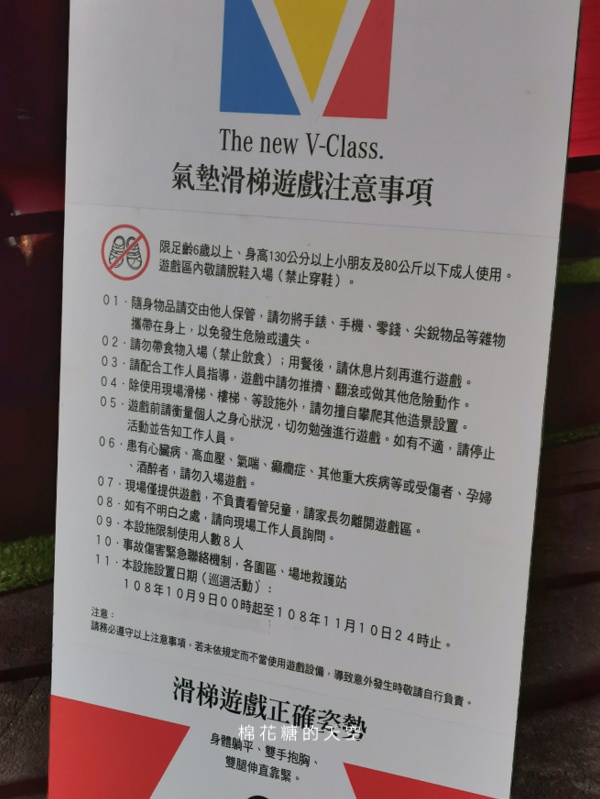 The new V-Class.
氣墊滑梯遊戲注意事項
限足齡6歲以上、身高130公分以上小朋友及80公斤以下成人使用。
遊戲區內敬請脫鞋入場（禁止穿鞋）。
01．隨身物品請交由他人保管，請勿將手錶、手機、零錢、尖銳物品等雜物
攜帶在身上，以免發生危險或遺失。
02．請勿帶食物入場（禁止飲食）；用餐後，請休息片刻再進行遊戲。
03．請配合工作人員指導，遊戲中請勿推擠、翻滾或做其他危險動作。
04．除使用現場滑梯、樓梯、等設施外，請勿擅自攀爬其他造景設置。
05．遊戲前請衡量個人之身心狀況，切勿勉強進行遊戲。如有不適，請停止
活動並告知工作人員。
06．患有心臟病、高血壓、氣喘、癲癇症、其他重大疾病等或受傷者、孕婦
、酒醉者，請勿入場遊戲。
07．現場僅提供遊戲，不負責看管兒童，請家長勿離開遊戲區。
08．如有不明白之處，請向現場工作人員詢問。
09．本設施限制使用人數8人
10．事故傷害緊急聯絡機制，各園區、場地救護站
11．本設施設置日期（巡迴活動）：
108年10月9日00時起至108年11月10日24時止。
注意：
請務必遵守以上注意事項，若未依規定而不當使用遊戲設備，導致意外發生時敬請自行負責。
滑梯遊戲正確姿勢
棉花糖的天空
身體躺平、雙手抱胸、
雙腿伸直靠緊。